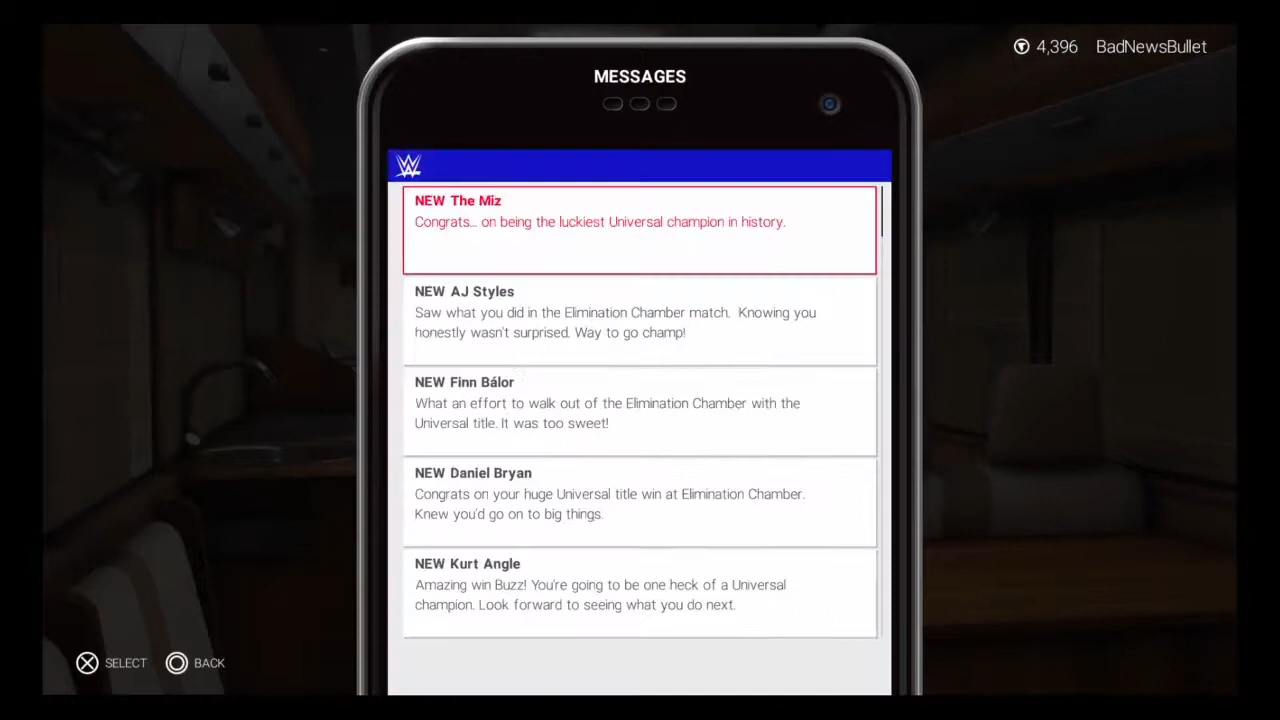 4,396 BadNewsBullet
MESSAGES
W
NEW The Miz
Congrats... on being the luckiest Universal champion in history.
NEW AJ Styles
Saw what you did in the Elimination Chamber match. Knowing you
honestly wasn't surprised. Way to go champ!
NEW Finn Bálor
What an effort to walk out of the Elimination Chamber with the
Universal title. It was too sweet!
NEW Daniel Bryan
Congrats on your huge Universal title win at Elimination Chamber.
Knew you'd go on to big things.
NEW Kurt Angle
Amazing win Buzz! You're going to be one heck of a Universal
champion. Look forward to seeing what you do next.
SELECT BACK